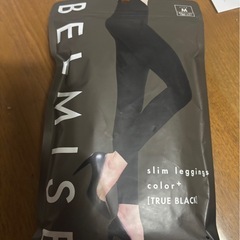 BELMISE
M
slim leggings
color+
[TRUE BLACK]